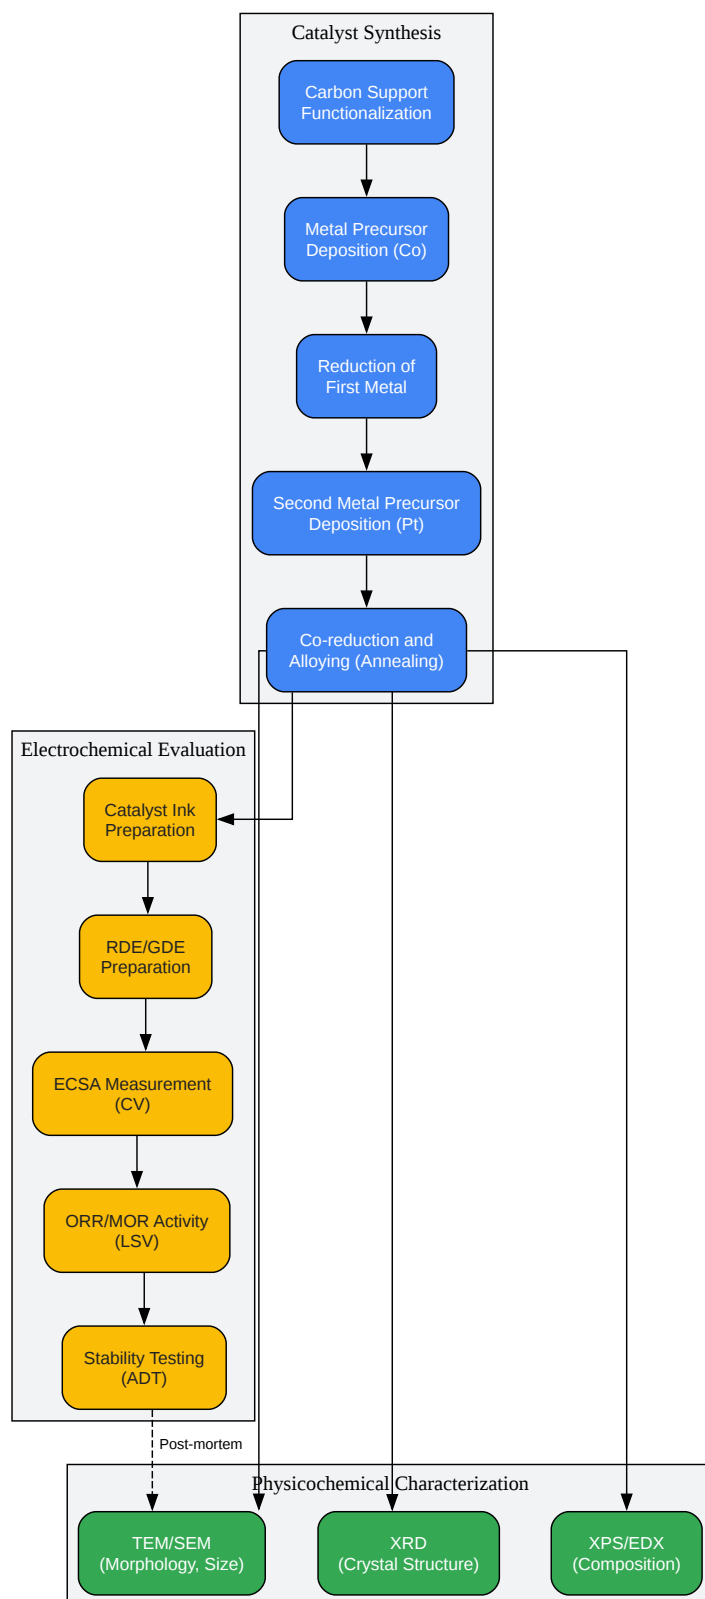 Catalyst Synthesis
Carbon Support
Functionalization
Metal Precursor
Deposition (Co)
Reduction of
First Metal
Second Metal Precursor
Deposition (Pt)
Co-reduction and
Alloying (Annealing)
Electrochemical Evaluation
Catalyst Ink
Preparation
RDE/GDE
Preparation
ECSA Measurement
(CV)
ORR/MOR Activity
(LSV)
Stability Testing
(ADT)
Post-mortem
Physicochemical Characterization
TEM/SEM
(Morphology, Size)
XRD
(Crystal Structure)
XPS/EDX
(Composition)